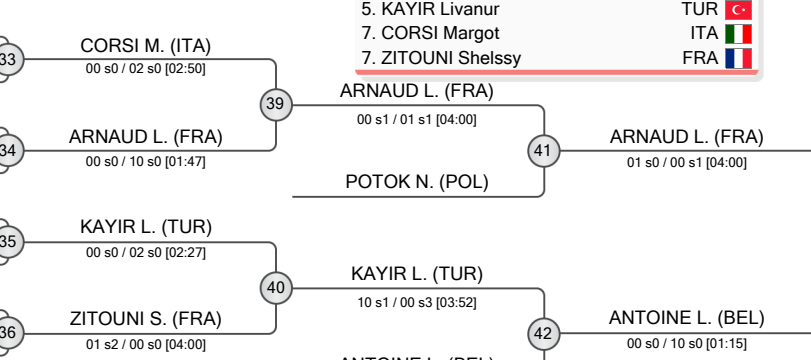 5. KAYIR Livanur TUR
7. CORSI Margot ITA
7. ZITOUNI Shelssy FRA
33
CORSI M. (ITA)
00 s0 / 02 s0 [02:50]
39
ARNAUD L. (FRA)
00 s1 / 01 s1 [04:00]
34
ARNAUD L. (FRA)
00 s0 / 10 s0 [01:47]
41
ARNAUD L. (FRA)
01 s0 / 00 s1 [04:00]
POTOK N. (POL)
35
KAYIR L. (TUR)
00 s0 / 02 s0 [02:27]
40
KAYIR L. (TUR)
10 s1 / 00 s3 [03:52]
36
ZITOUNI S. (FRA)
01 s2 / 00 s0 [04:00]
42
ANTOINE L. (BEL)
00 s0 / 10 s0 [01:15]
ANTOINE L. (BEL)